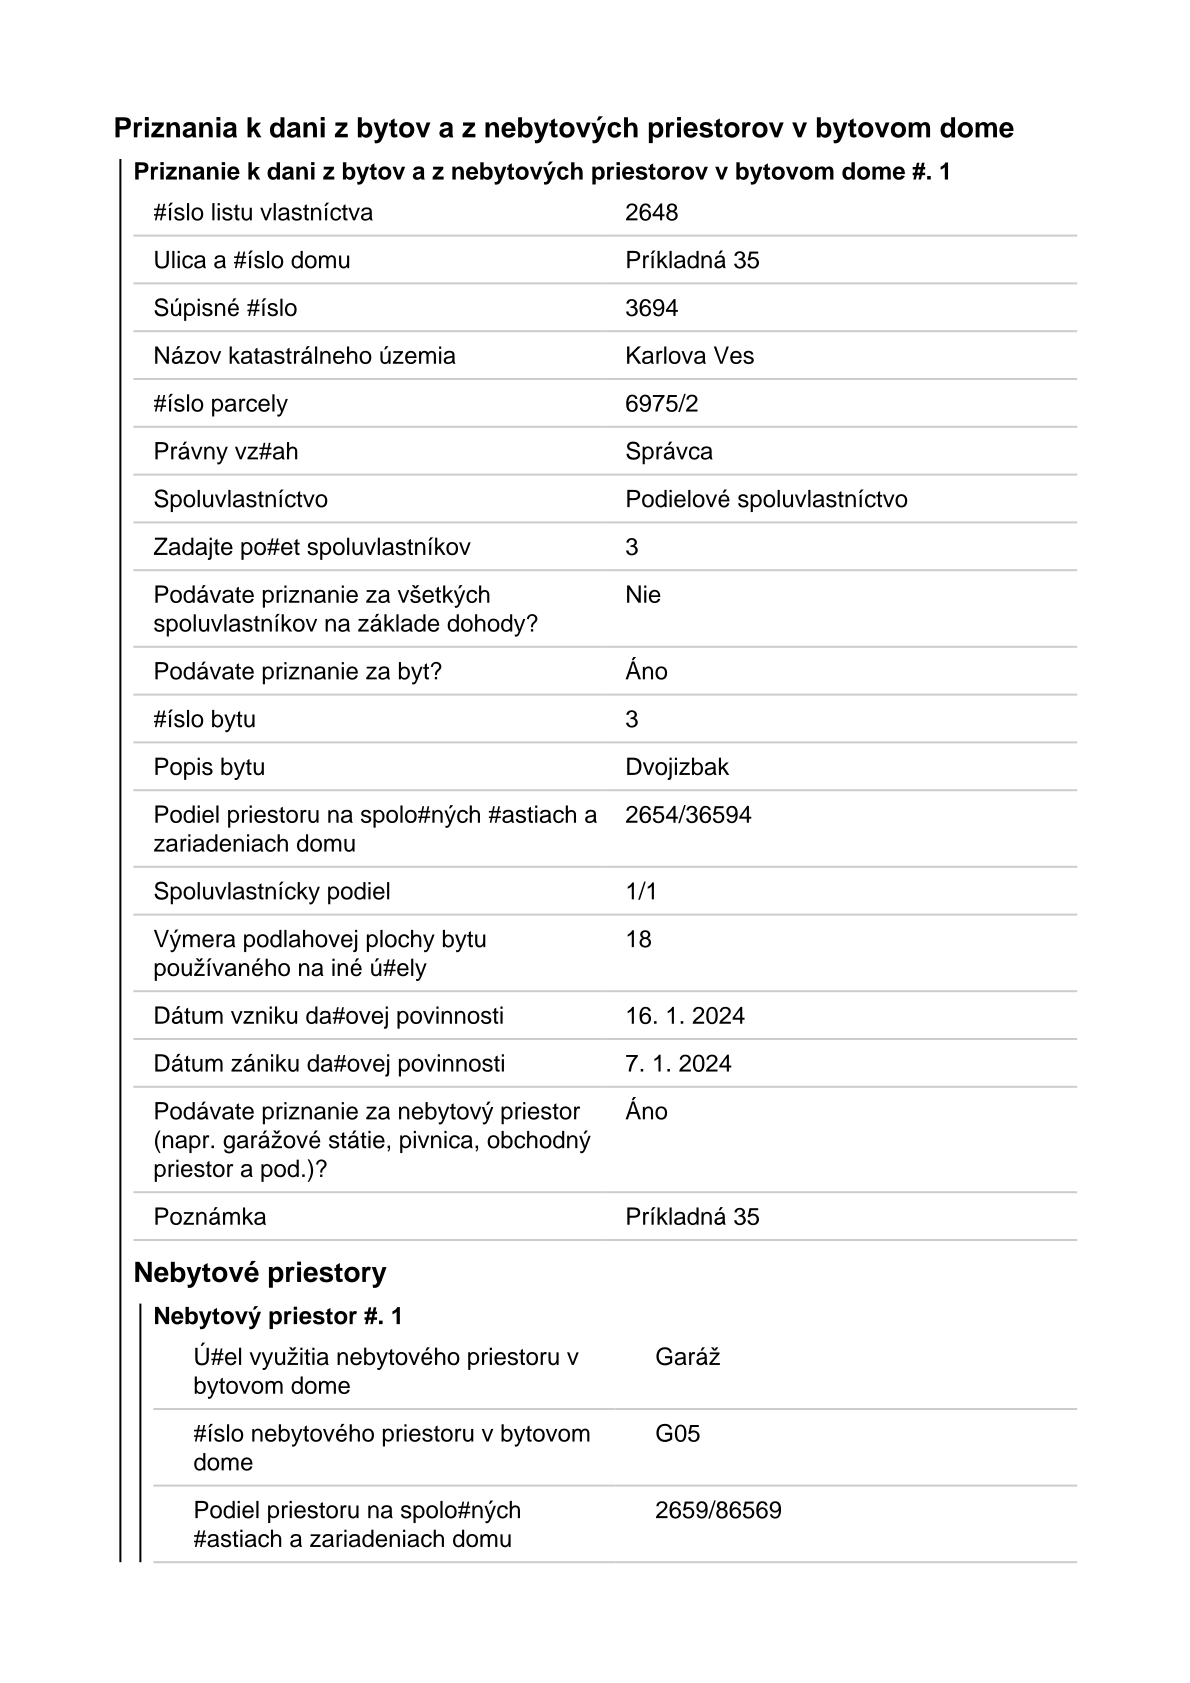 Priznania k dani z bytov a z nebytových priestorov v bytovom dome
Priznanie k dani z bytov a z nebytových priestorov v bytovom dome #. 1
#íslo listu vlastníctva 2648
Ulica a #íslo domu Príkladná 35
Súpisné #íslo 3694
Názov katastrálneho územia Karlova Ves
#íslo parcely 6975/2
Právny vz#ah Správca
Spoluvlastníctvo Podielové spoluvlastníctvo
Zadajte po#et spoluvlastníkov 3
Podávate priznanie za všetkých Nie
spoluvlastníkov na základe dohody?
Podávate priznanie za byt? Áno
#íslo bytu 3
Popis bytu Dvojizbak
Podiel priestoru na spolo#ných #astiach a 2654/36594
zariadeniach domu
Spoluvlastnícky podiel 1/1
Výmera podlahovej plochy bytu 18
používaného na iné ú#ely
Dátum vzniku da#ovej povinnosti 16. 1. 2024
Dátum zániku da#ovej povinnosti 7. 1. 2024
Podávate priznanie za nebytový priestor Áno
(napr. garážové státie, pivnica, obchodný
priestor a pod.)?
Poznámka Príkladná 35
Nebytové priestory
Nebytový priestor #. 1
Ú#el využitia nebytového priestoru v Garáž
bytovom dome
#íslo nebytového priestoru v bytovom G05
dome
Podiel priestoru na spolo#ných 2659/86569
#astiach a zariadeniach domu